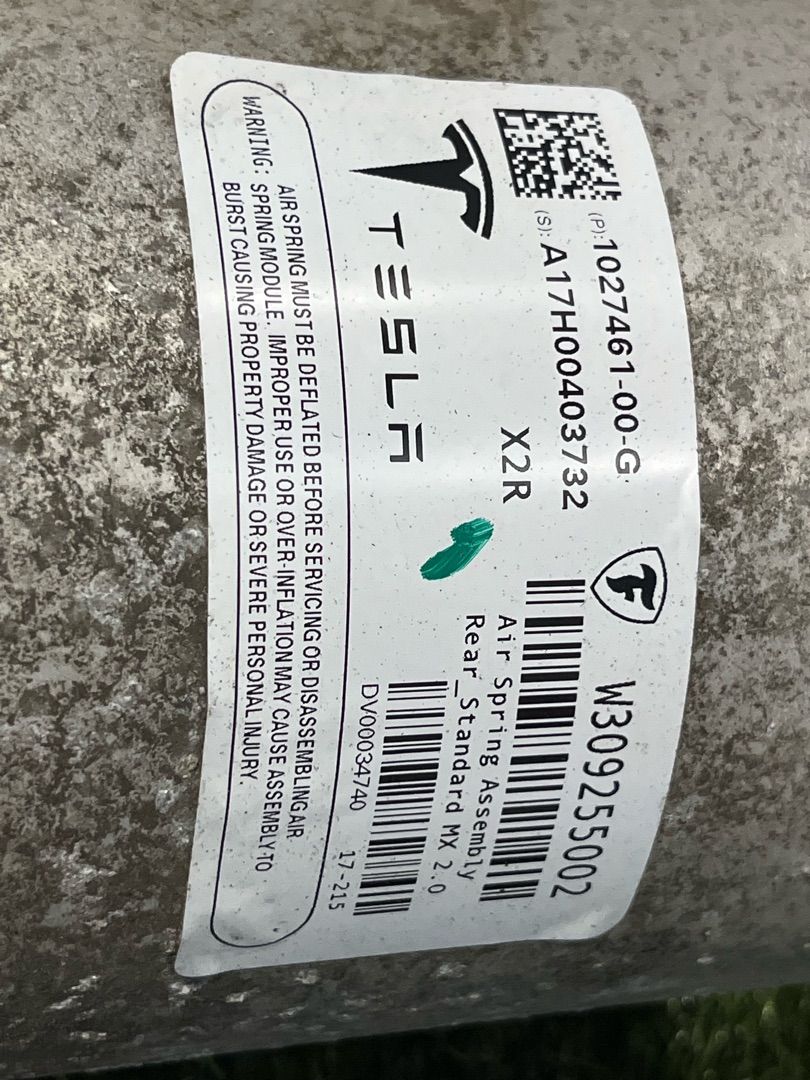 (P):1027461-00-G
(S): A17H00403732
X2R
TESLA
F
W309255002
Air Spring Assembly
Rear_Standard MX 2.0
DV00034740
17-215
WARNING:
AIR SPRING MUST BE DEFLATED BEFORE SERVICING OR DISASSEMBLING AIR
SPRING MODULE. IMPROPER USE OR OVER-INFLATION MAY CAUSE ASSEMBLY TO
BURST CAUSING PROPERTY DAMAGE OR SEVERE PERSONAL INJURY.